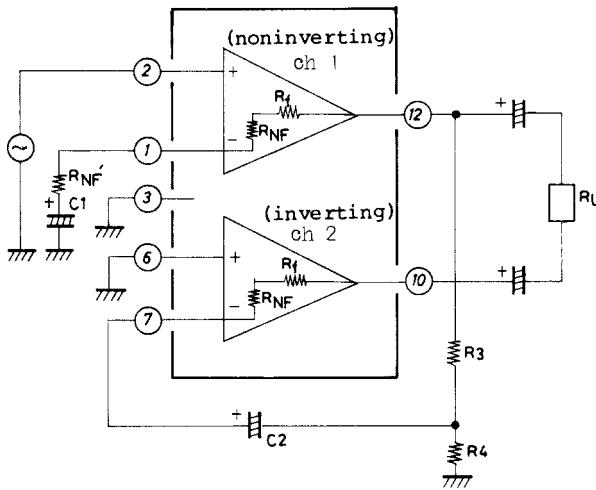 (noninverting)
ch 1
2
+
Rf
RNF
12
+
−
1
RNF'
+
C1
3
RL
(inverting)
ch 2
6
+
Rf
RNF
10
+
−
7
R3
+
C2
R4